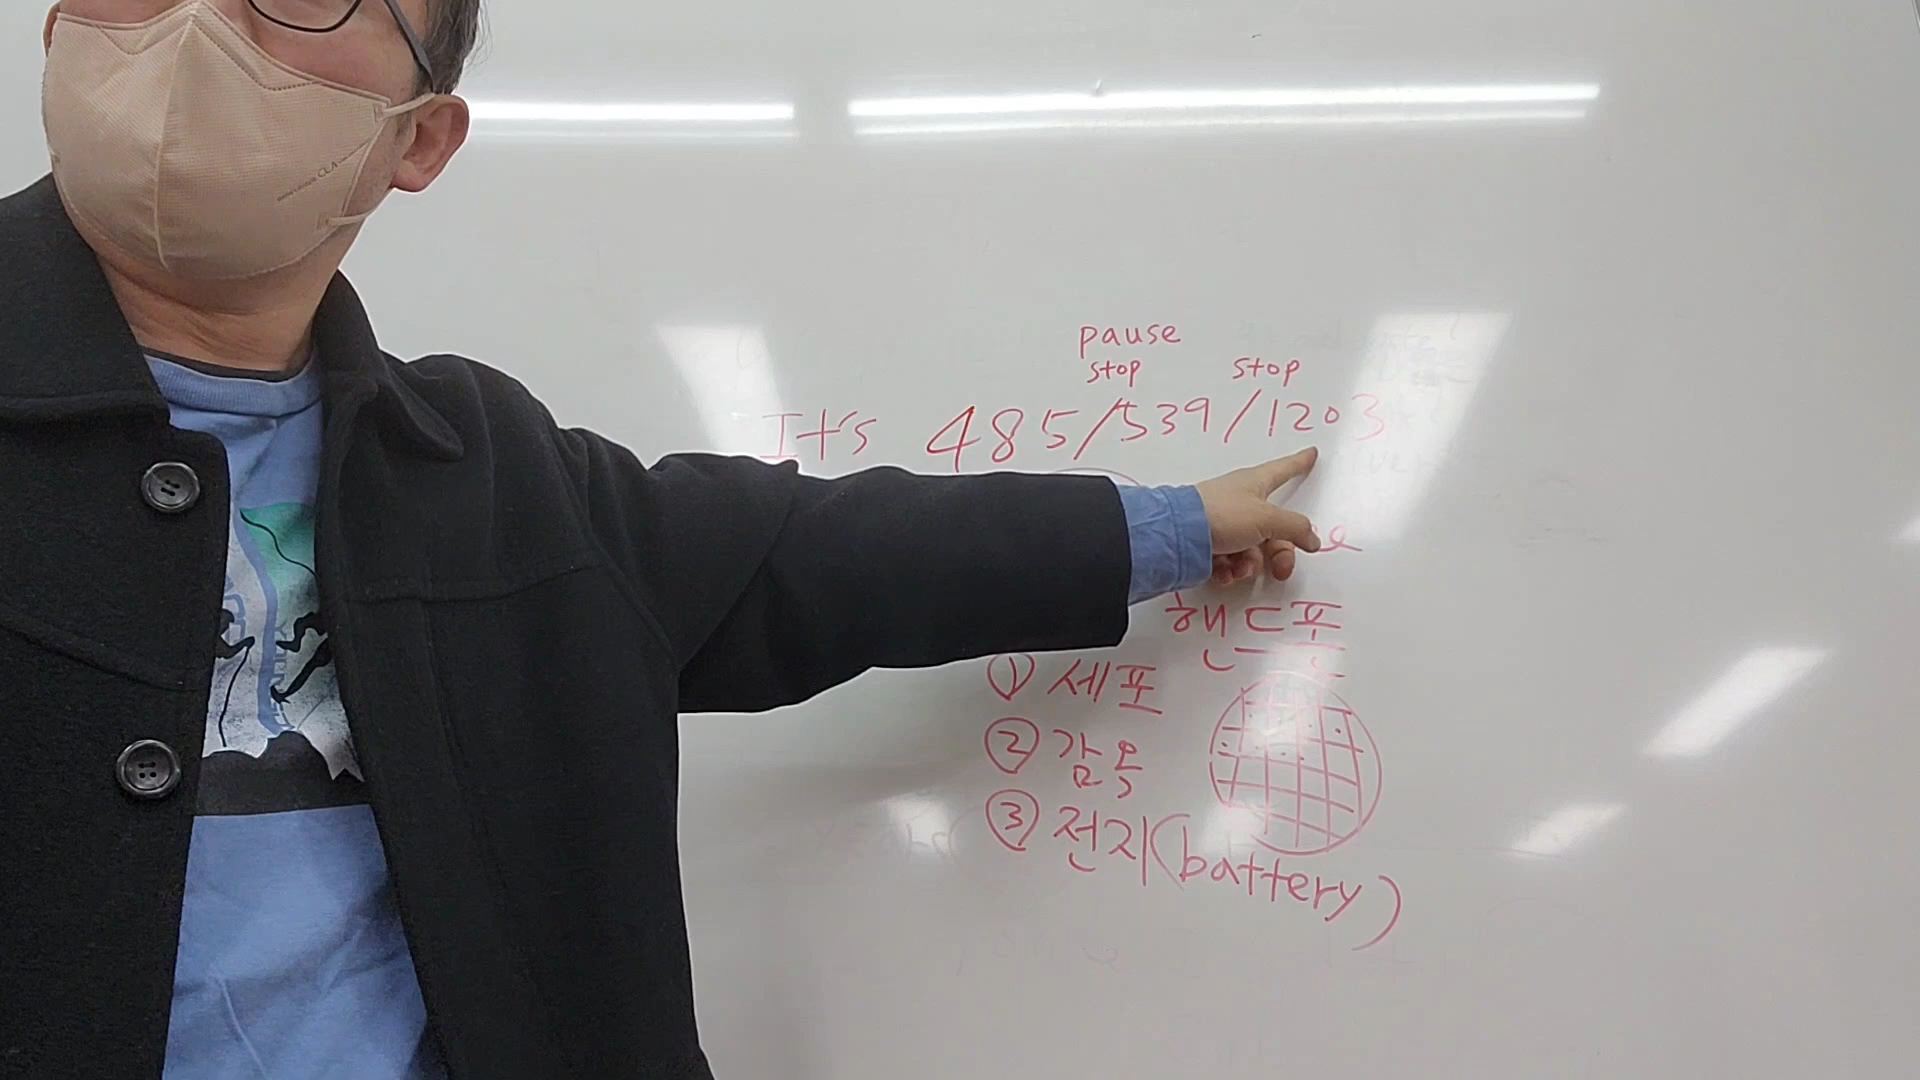 pause
stop stop
It's 485/539/1203
핸드폰
① 세포
② 감옥
③ 전지(battery)